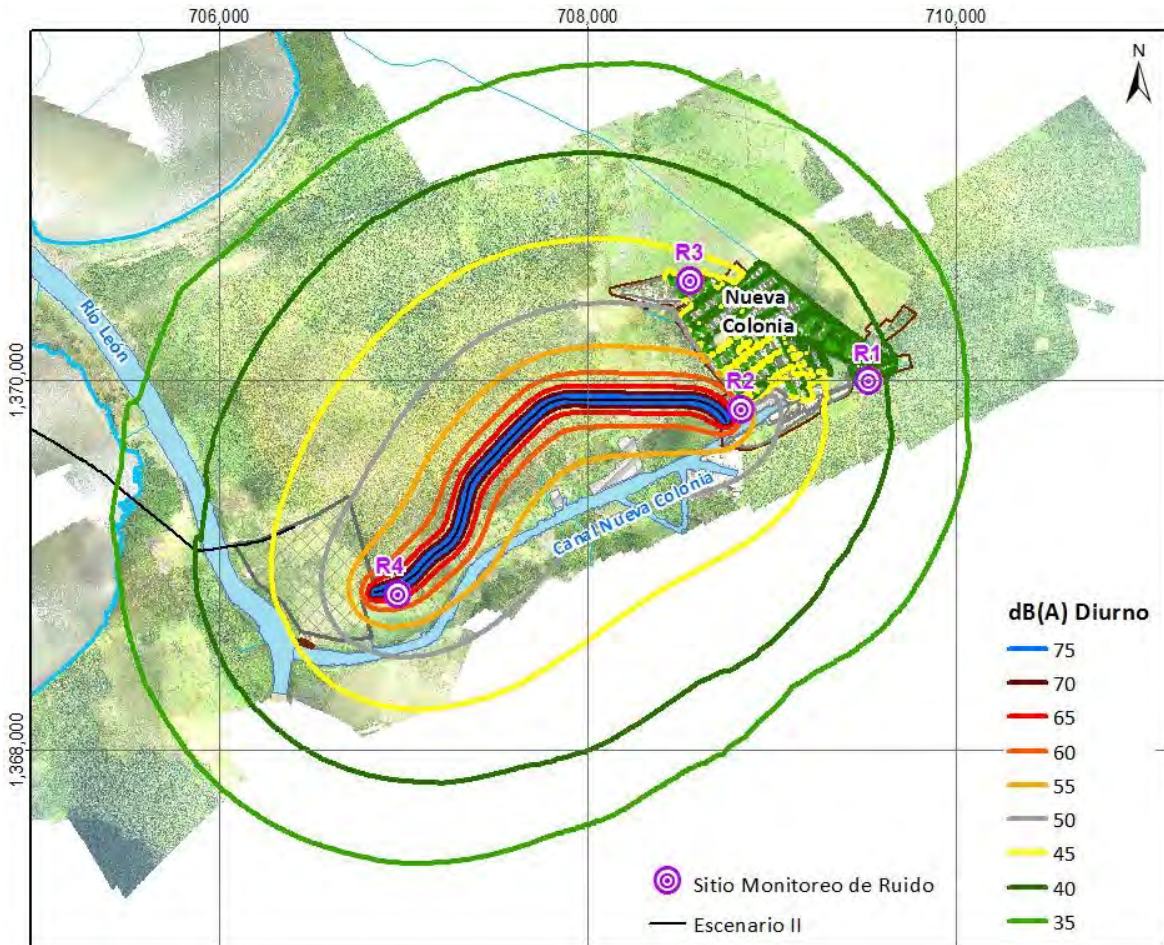 706,000
708,000
710,000
N
R3
Nueva
Colonia
R1
R2
Río León
1,370,000
Canal Nueva Colonia
R4
1,368,000
dB(A) Diurno
75
70
65
60
55
50
45
40
35
Sitio Monitoreo de Ruido
Escenario II